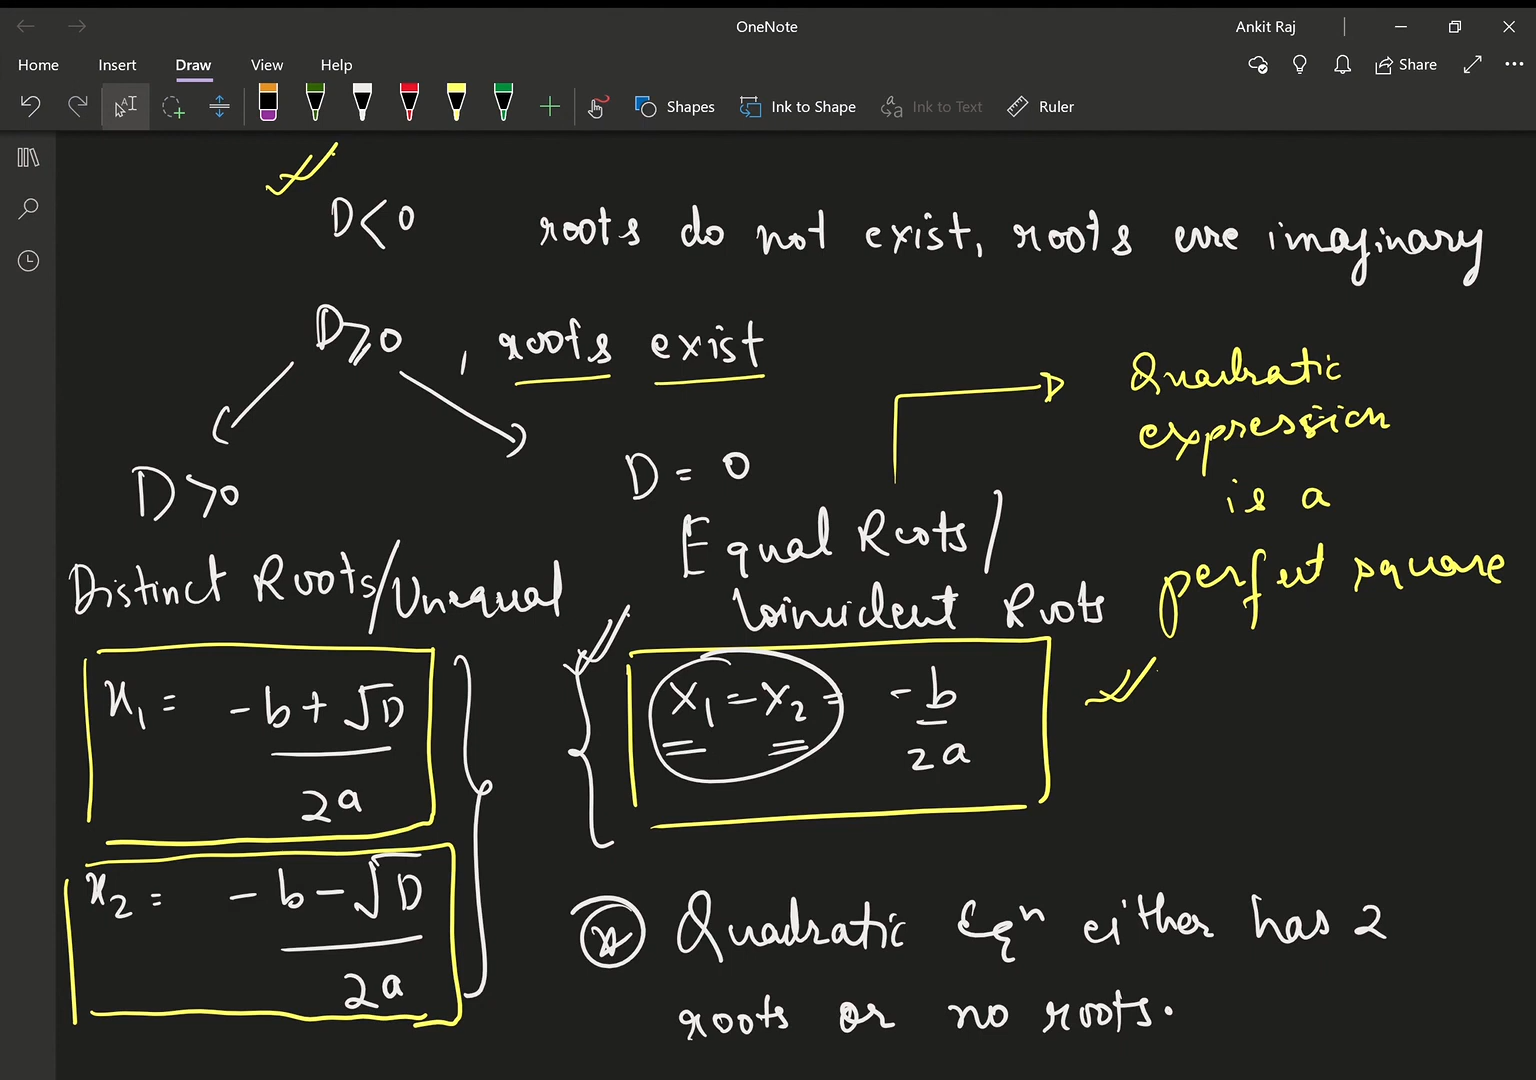 OneNote
Ankit Raj
Home Insert Draw View Help
Share
Shapes Ink to Shape Ink to Text Ruler
D<0 roots do not exist, roots are imaginary
D⩾0, roots exist
Quadratic
expression
is a
perfect square
D>0
D = 0
Distinct Roots/Unequal
Equal Roots/
Coincident Roots
x₁ = -b+√D
2a
x₁=x₂= -b
2a
x₂ = -b-√D
2a
Quadratic Eqⁿ either has 2
roots or no roots.